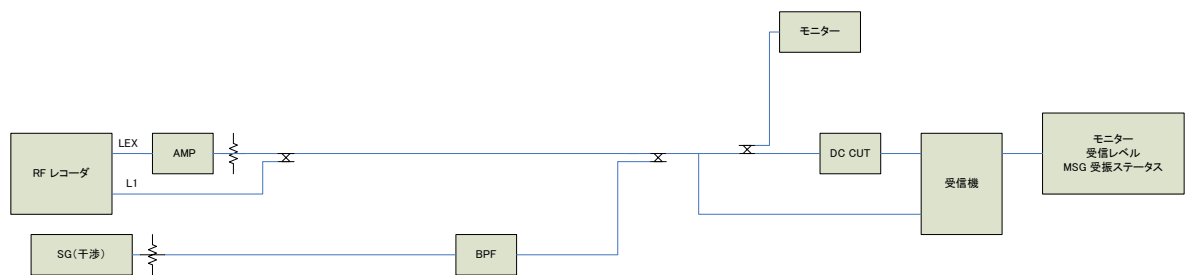 モニター
LEX
AMP
RF レコーダ
L1
DC CUT
受信機
モニター
受信レベル
MSG 受振ステータス
SG(干渉)
BPF